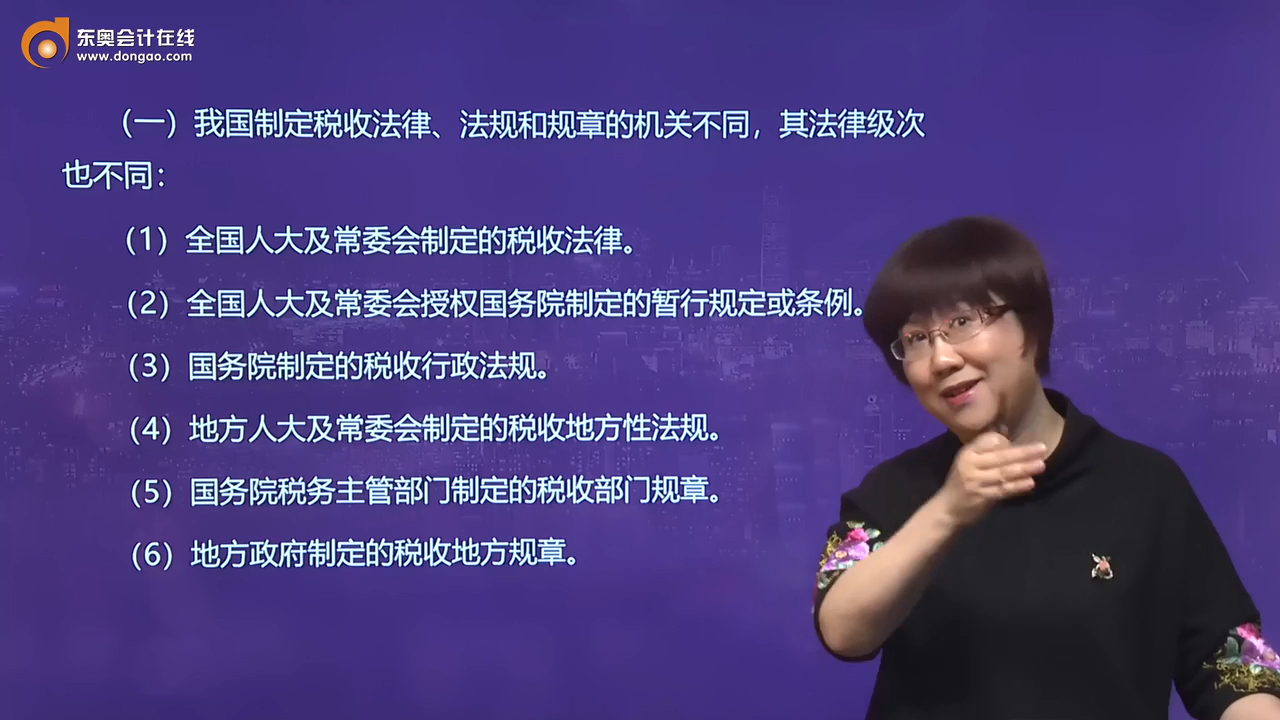 东奥会计在线
www.dongao.com
（一）我国制定税收法律、法规和规章的机关不同，其法律级次
也不同：
（1）全国人大及常委会制定的税收法律。
（2）全国人大及常委会授权国务院制定的暂行规定或条例。
（3）国务院制定的税收行政法规。
（4）地方人大及常委会制定的税收地方性法规。
（5）国务院税务主管部门制定的税收部门规章。
（6）地方政府制定的税收地方规章。